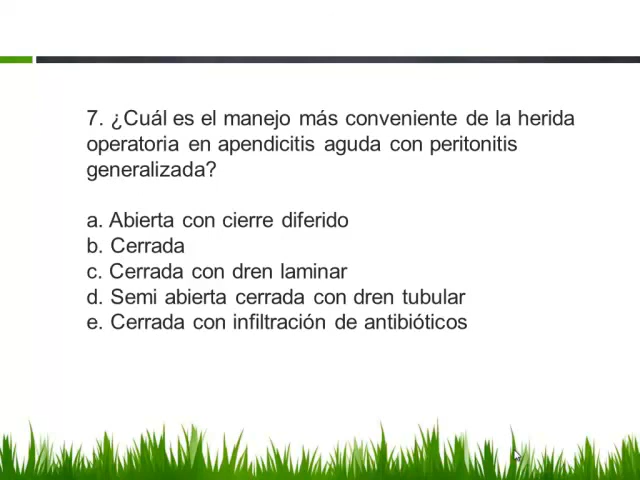 7. ¿Cuál es el manejo más conveniente de la herida
operatoria en apendicitis aguda con peritonitis
generalizada?
a. Abierta con cierre diferido
b. Cerrada
c. Cerrada con dren laminar
d. Semi abierta cerrada con dren tubular
e. Cerrada con infiltración de antibióticos